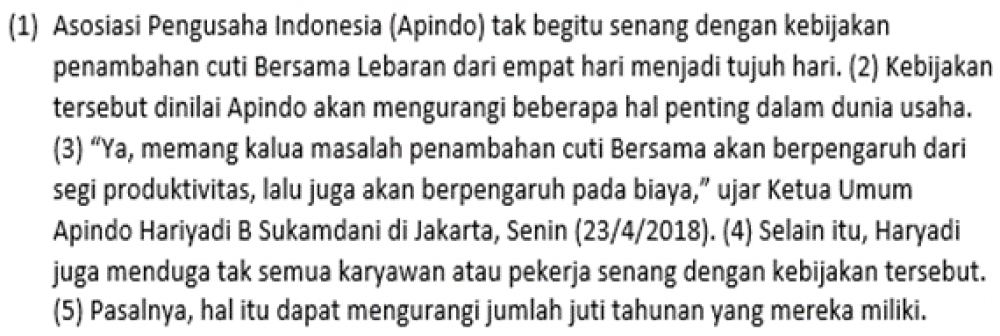 (1) Asosiasi Pengusaha Indonesia (Apindo) tak begitu senang dengan kebijakan
penambahan cuti Bersama Lebaran dari empat hari menjadi tujuh hari. (2) Kebijakan
tersebut dinilai Apindo akan mengurangi beberapa hal penting dalam dunia usaha.
(3) “Ya, memang kalua masalah penambahan cuti Bersama akan berpengaruh dari
segi produktivitas, lalu juga akan berpengaruh pada biaya,” ujar Ketua Umum
Apindo Hariyadi B Sukamdani di Jakarta, Senin (23/4/2018). (4) Selain itu, Haryadi
juga menduga tak semua karyawan atau pekerja senang dengan kebijakan tersebut.
(5) Pasalnya, hal itu dapat mengurangi jumlah juti tahunan yang mereka miliki.